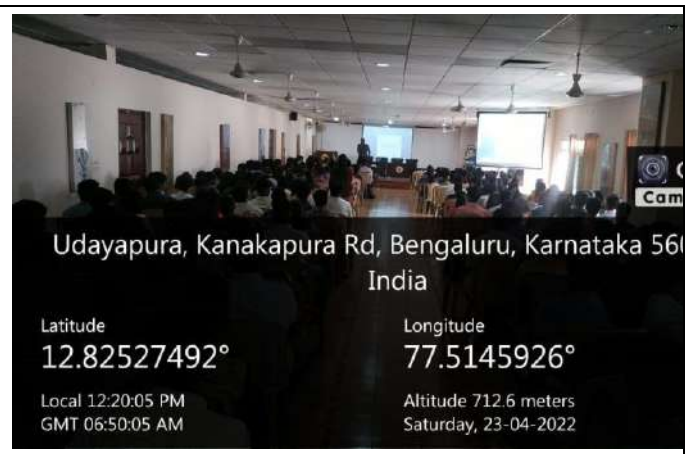 Cam
Udayapura, Kanakapura Rd, Bengaluru, Karnataka 56
India
Latitude
12.82527492°
Longitude
77.5145926°
Local 12:20:05 PM
GMT 06:50:05 AM
Altitude 712.6 meters
Saturday, 23-04-2022